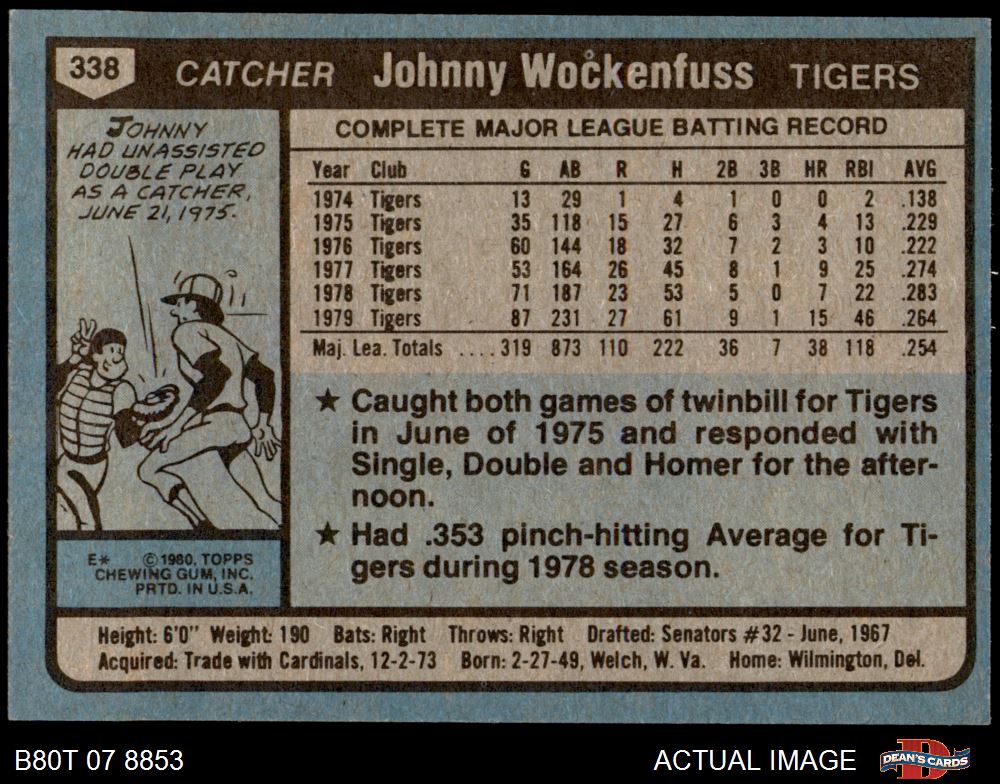 338 CATCHER Johnny Wockenfuss TIGERS
JOHNNY
HAD UNASSISTED
DOUBLE PLAY
AS A CATCHER,
JUNE 21, 1975.
COMPLETE MAJOR LEAGUE BATTING RECORD
Year Club G AB R H 2B 3B HR RBI AVG
1974 Tigers 13 29 1 4 1 0 0 2 .138
1975 Tigers 35 118 15 27 6 3 4 13 .229
1976 Tigers 60 144 18 32 7 2 3 10 .222
1977 Tigers 53 164 26 45 8 1 9 25 .274
1978 Tigers 71 187 23 53 5 0 7 22 .283
1979 Tigers 87 231 27 61 9 1 15 46 .264
Maj. Lea. Totals ....319 873 110 222 36 7 38 118 .254
★ Caught both games of twinbill for Tigers
in June of 1975 and responded with
Single, Double and Homer for the after-
noon.
★ Had .353 pinch-hitting Average for Ti-
gers during 1978 season.
E* © 1980, TOPPS
CHEWING GUM, INC.
PRTD. IN U.S.A.
Height: 6'0" Weight: 190 Bats: Right Throws: Right Drafted: Senators #32 - June, 1967
Acquired: Trade with Cardinals, 12-2-73 Born: 2-27-49, Welch, W. Va. Home: Wilmington, Del.
B80T 07 8853 ACTUAL IMAGE D DEAN'S CARDS